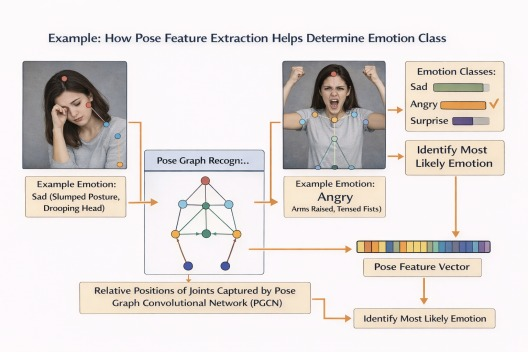 Example: How Pose Feature Extraction Helps Determine Emotion Class
Example Emotion:
Sad (Slumped Posture,
Drooping Head)
Pose Graph Recogn:..
Example Emotion:
Angry
Arms Raised, Tensed Fists)
Emotion Classes:
Sad
Angry
Surprise
Identify Most
Likely Emotion
Pose Feature Vector
Relative Positions of Joints Captured by Pose
Graph Convolutional Network (PGCN)
Identify Most Likely Emotion